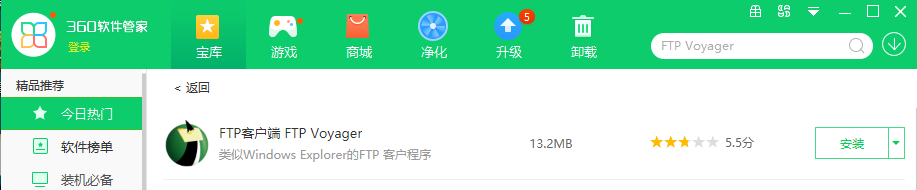 360软件管家
登录
宝库
游戏
商城
净化
5
升级
卸载
FTP Voyager
精品推荐
今日热门
软件榜单
装机必备
< 返回
FTP客户端 FTP Voyager
类似Windows Explorer的FTP 客户程序
13.2MB
5.5分
安装